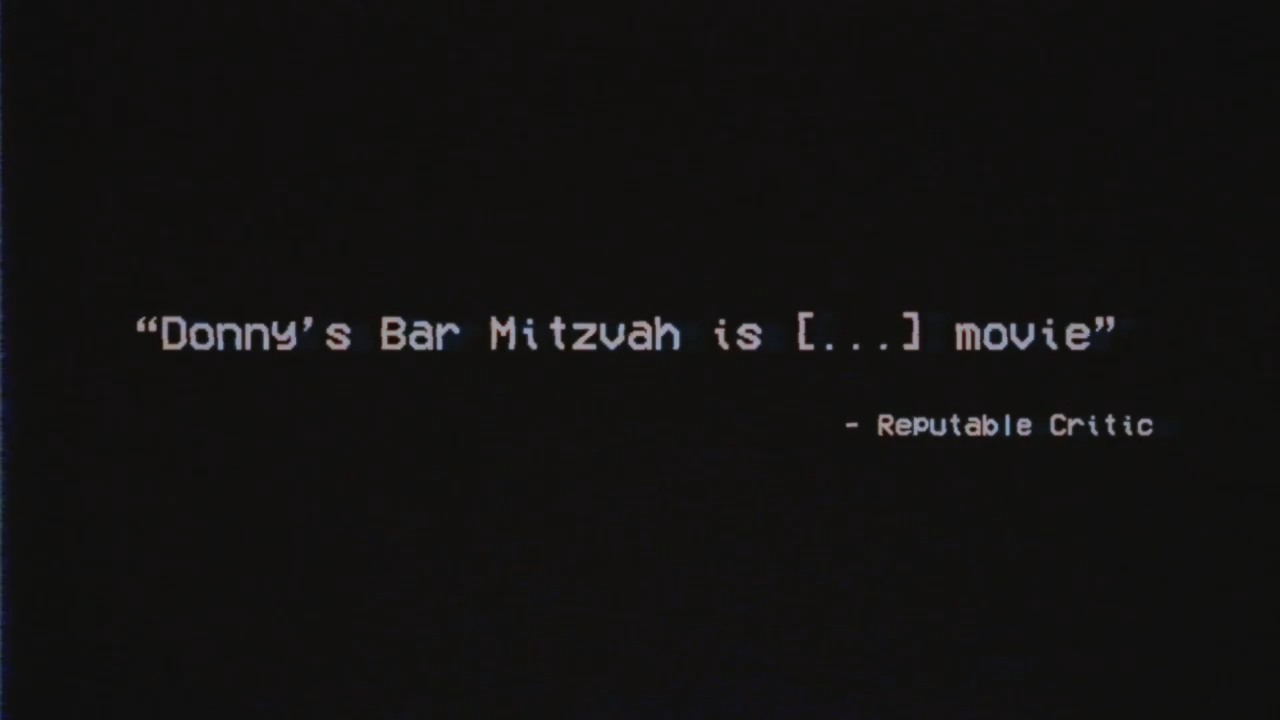 “Donny’s Bar Mitzvah is [...] movie”
- Reputable Critic